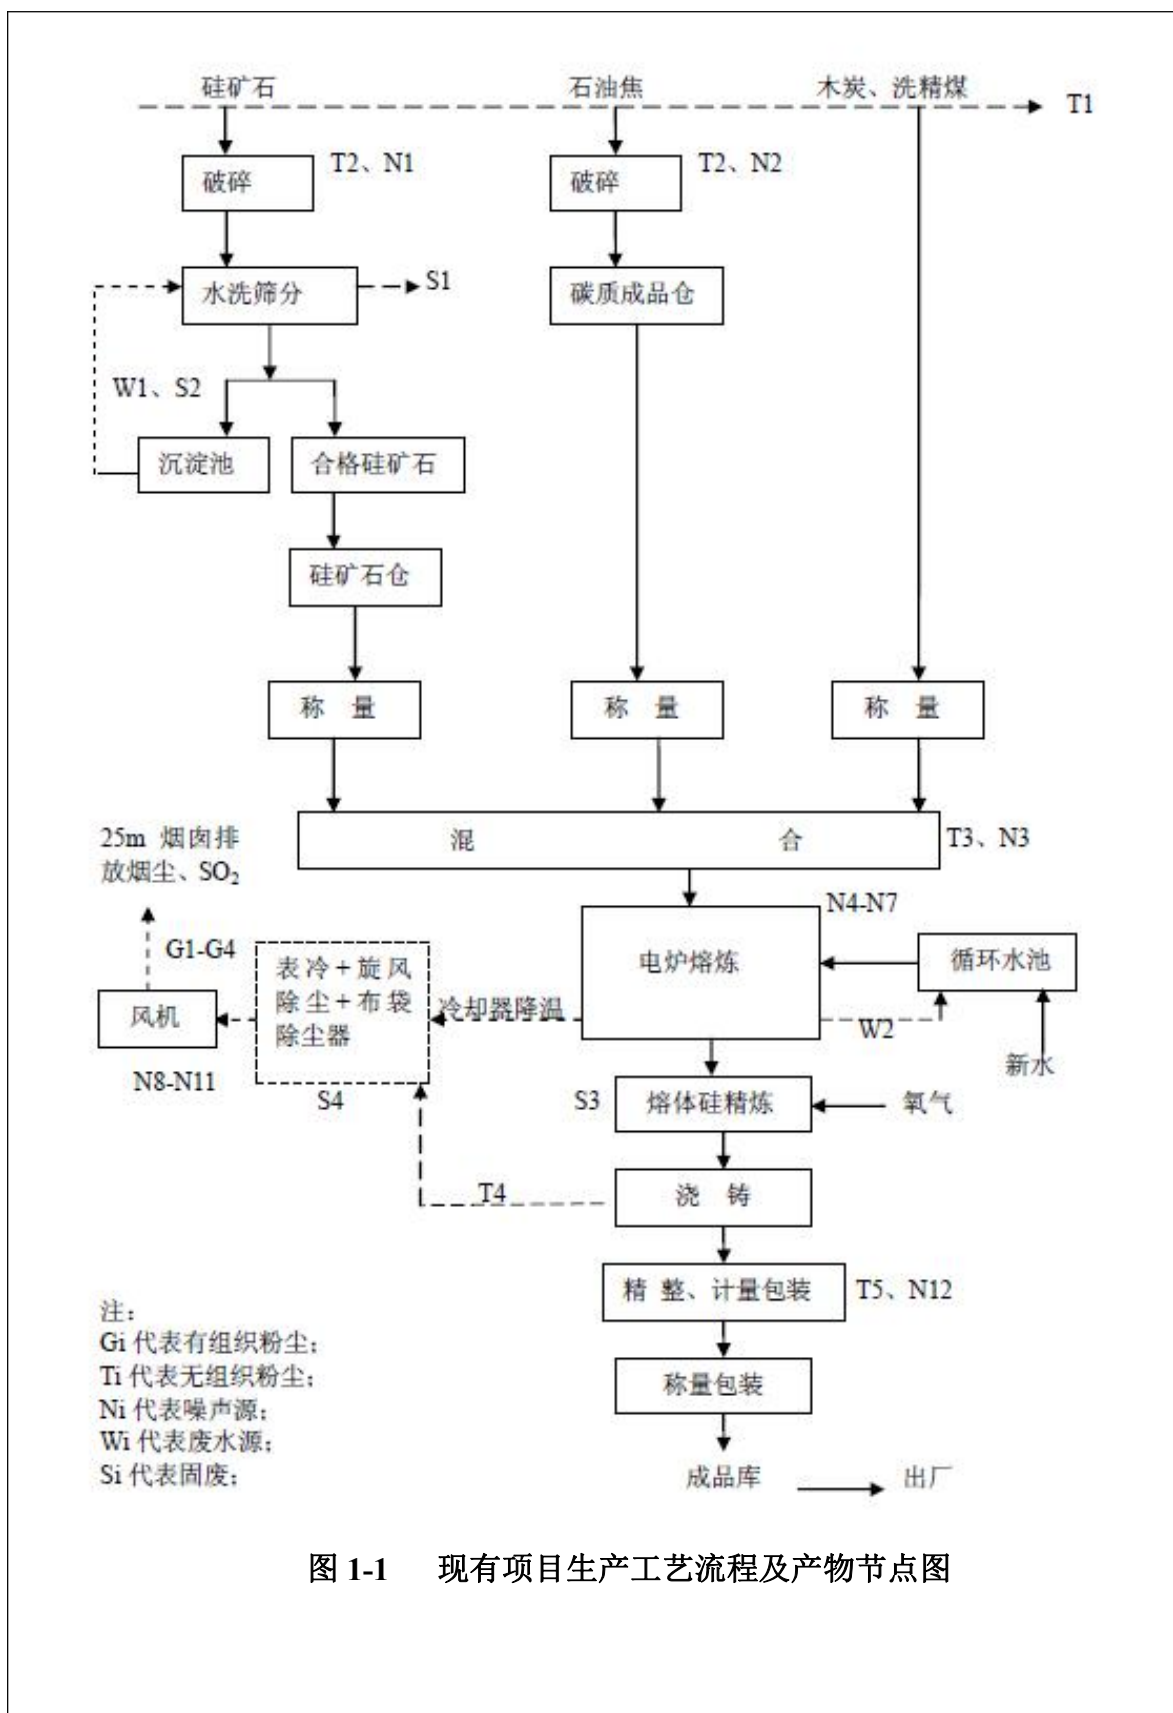 硅矿石
石油焦
木炭、洗精煤
T1
破碎
T2、N1
破碎
T2、N2
水洗筛分
S1
碳质成品仓
W1、S2
沉淀池
合格硅矿石
硅矿石仓
称 量
称 量
称 量
混 合
T3、N3
25m 烟囱排
放烟尘、SO₂
N4-N7
G1-G4
表冷+旋风
除尘+布袋
除尘器
冷却器降温
电炉熔炼
循环水池
风机
W2
新水
N8-N11
S4
S3
熔体硅精炼
氧气
T4
浇 铸
精 整、计量包装
T5、N12
称量包装
成品库
出厂
注：
Gi 代表有组织粉尘；
Ti 代表无组织粉尘；
Ni 代表噪声源；
Wi 代表废水源；
Si 代表固废；
图 1-1 现有项目生产工艺流程及产物节点图